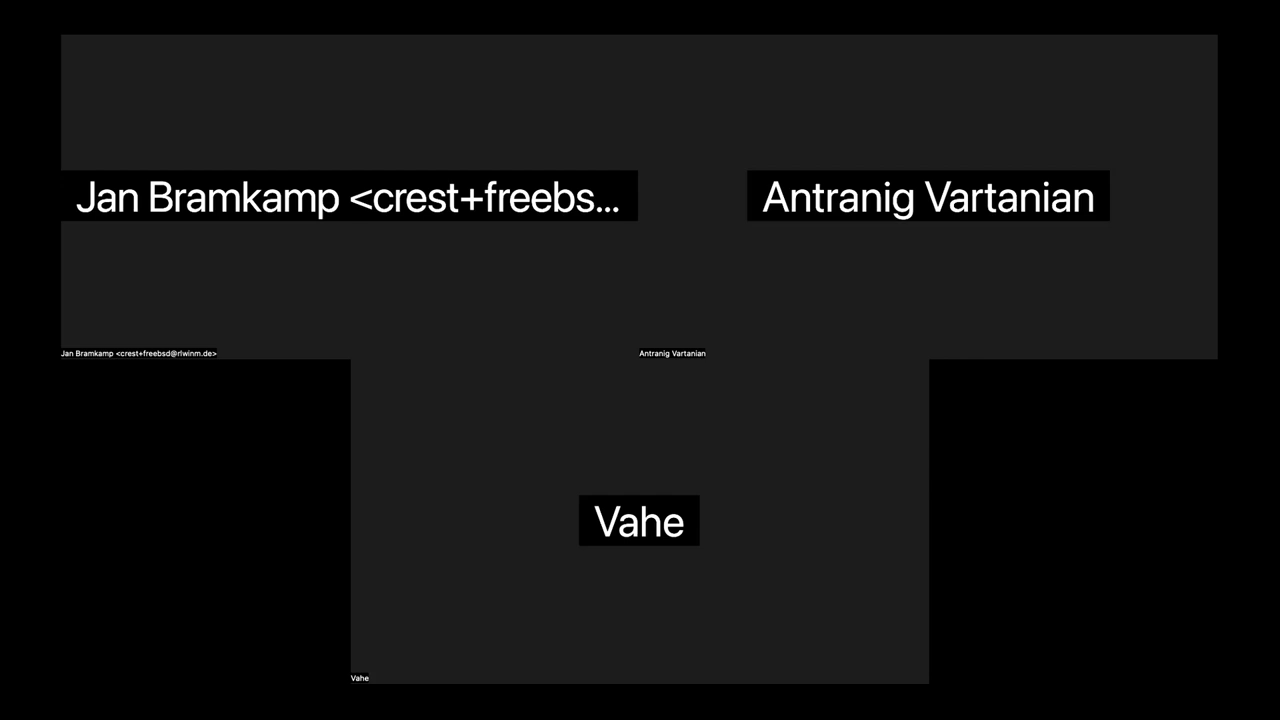 Jan Bramkamp <crest+freebs...
Antranig Vartanian
Jan Bramkamp <crest+freebsd@rlwinm.de>
Antranig Vartanian
Vahe
Vahe